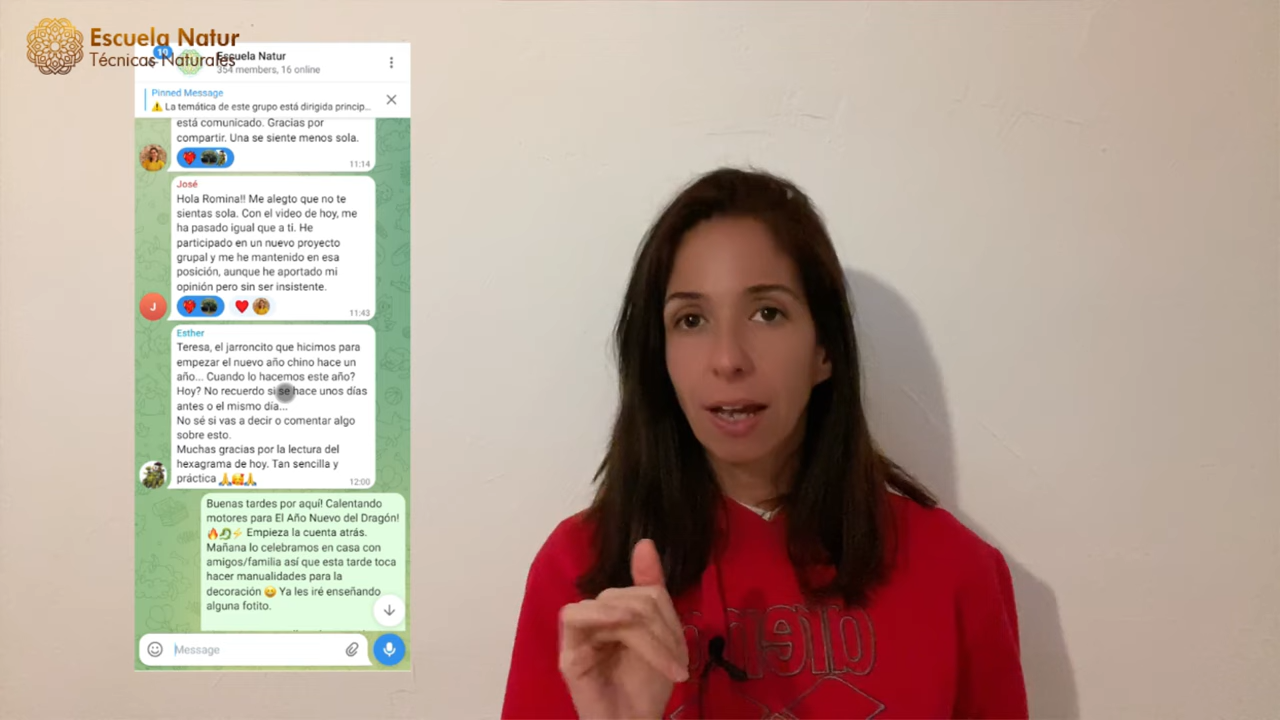 Escuela Natur
Técnicas Naturales
19
Escuela Natur
354 members, 16 online
Pinned Message
⚠️ La temática de este grupo está dirigida princip...
está comunicado. Gracias por
compartir. Una se siente menos sola.
11:14
José
Hola Romina!! Me alegto que no te
sientas sola. Con el video de hoy, me
ha pasado igual que a ti. He
participado en un nuevo proyecto
grupal y me he mantenido en esa
posición, aunque he aportado mi
opinión pero sin ser insistente.
J
11:43
Esther
Teresa, el jarroncito que hicimos para
empezar el nuevo año chino hace un
año... Cuando lo hacemos este año?
Hoy? No recuerdo si se hace unos días
antes o el mismo día...
No sé si vas a decir o comentar algo
sobre esto.
Muchas gracias por la lectura del
hexagrama de hoy. Tan sencilla y
práctica 🙏🥰🙏
12:00
Buenas tardes por aquí! Calentando
motores para El Año Nuevo del Dragón!
🔥🐉⚡ Empieza la cuenta atrás.
Mañana lo celebramos en casa con
amigos/familia así que esta tarde toca
hacer manualidades para la
decoración 😄 Ya les iré enseñando
alguna fotito.
Message